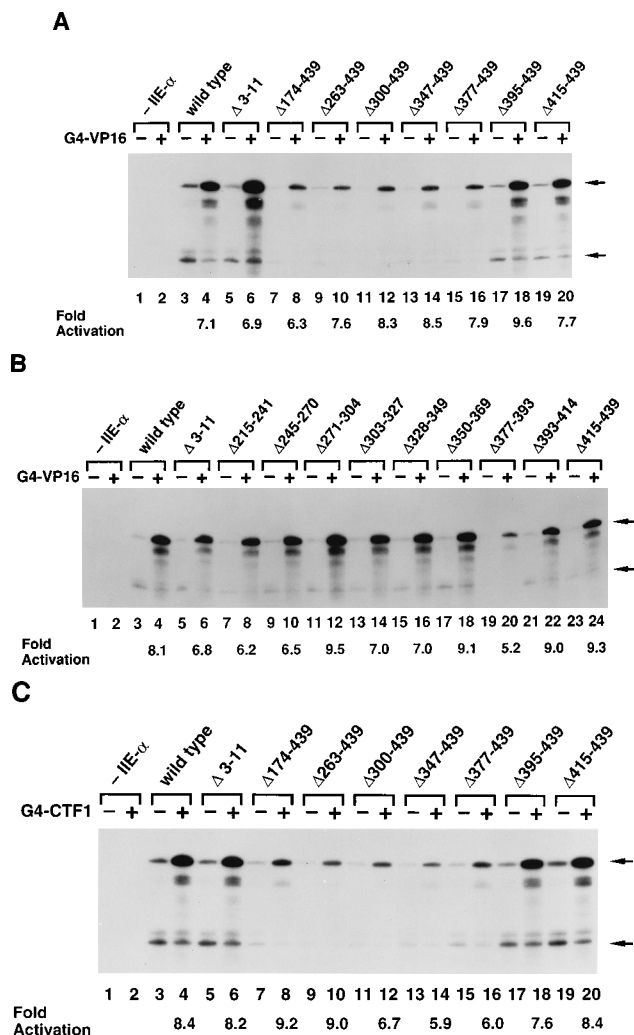 A
– IIE-α wild type Δ 3-11 Δ174-439 Δ263-439 Δ300-439 Δ347-439 Δ377-439 Δ395-439 Δ415-439
G4-VP16 – + – + – + – + – + – + – + – + – + – +
1 2 3 4 5 6 7 8 9 10 11 12 13 14 15 16 17 18 19 20
Fold
Activation 7.1 6.9 6.3 7.6 8.3 8.5 7.9 9.6 7.7
B
– IIE-α wild type Δ 3-11 Δ215-241 Δ245-270 Δ271-304 Δ303-327 Δ328-349 Δ350-369 Δ377-393 Δ393-414 Δ415-439
G4-VP16 – + – + – + – + – + – + – + – + – + – + – + – +
1 2 3 4 5 6 7 8 9 10 11 12 13 14 15 16 17 18 19 20 21 22 23 24
Fold
Activation 8.1 6.8 6.2 6.5 9.5 7.0 7.0 9.1 5.2 9.0 9.3
C
– IIE-α wild type Δ 3-11 Δ174-439 Δ263-439 Δ300-439 Δ347-439 Δ377-439 Δ395-439 Δ415-439
G4-CTF1 – + – + – + – + – + – + – + – + – + – +
1 2 3 4 5 6 7 8 9 10 11 12 13 14 15 16 17 18 19 20
Fold
Activation 8.4 8.2 9.2 9.0 6.7 5.9 6.0 7.6 8.4